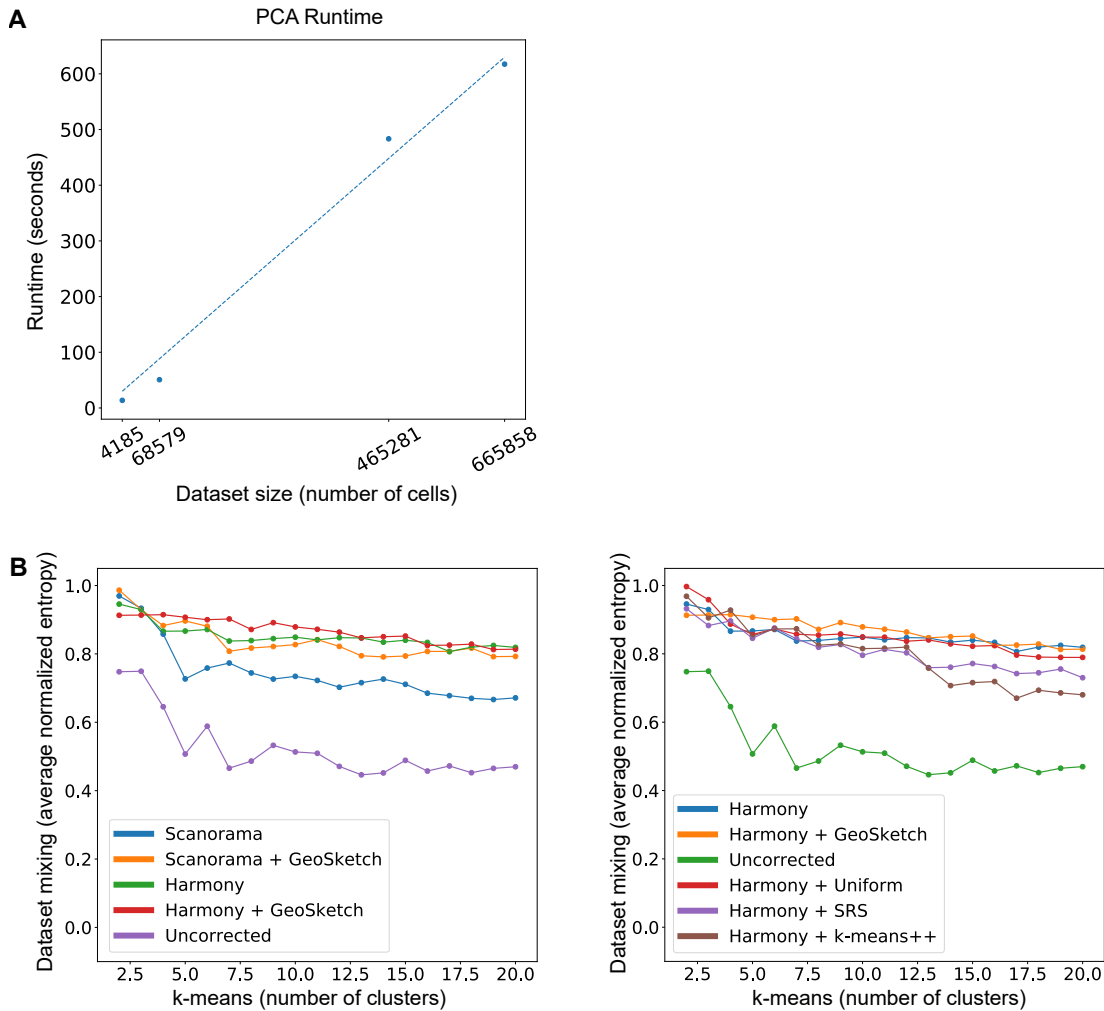 A
PCA Runtime
Runtime (seconds)
600
500
400
300
200
100
0
4185
68579
465281
665858
Dataset size (number of cells)
B
Dataset mixing (average normalized entropy)
1.0
0.8
0.6
0.4
0.2
0.0
Scanorama
Scanorama + GeoSketch
Harmony
Harmony + GeoSketch
Uncorrected
2.5 5.0 7.5 10.0 12.5 15.0 17.5 20.0
k-means (number of clusters)
Dataset mixing (average normalized entropy)
1.0
0.8
0.6
0.4
0.2
0.0
Harmony
Harmony + GeoSketch
Uncorrected
Harmony + Uniform
Harmony + SRS
Harmony + k-means++
2.5 5.0 7.5 10.0 12.5 15.0 17.5 20.0
k-means (number of clusters)